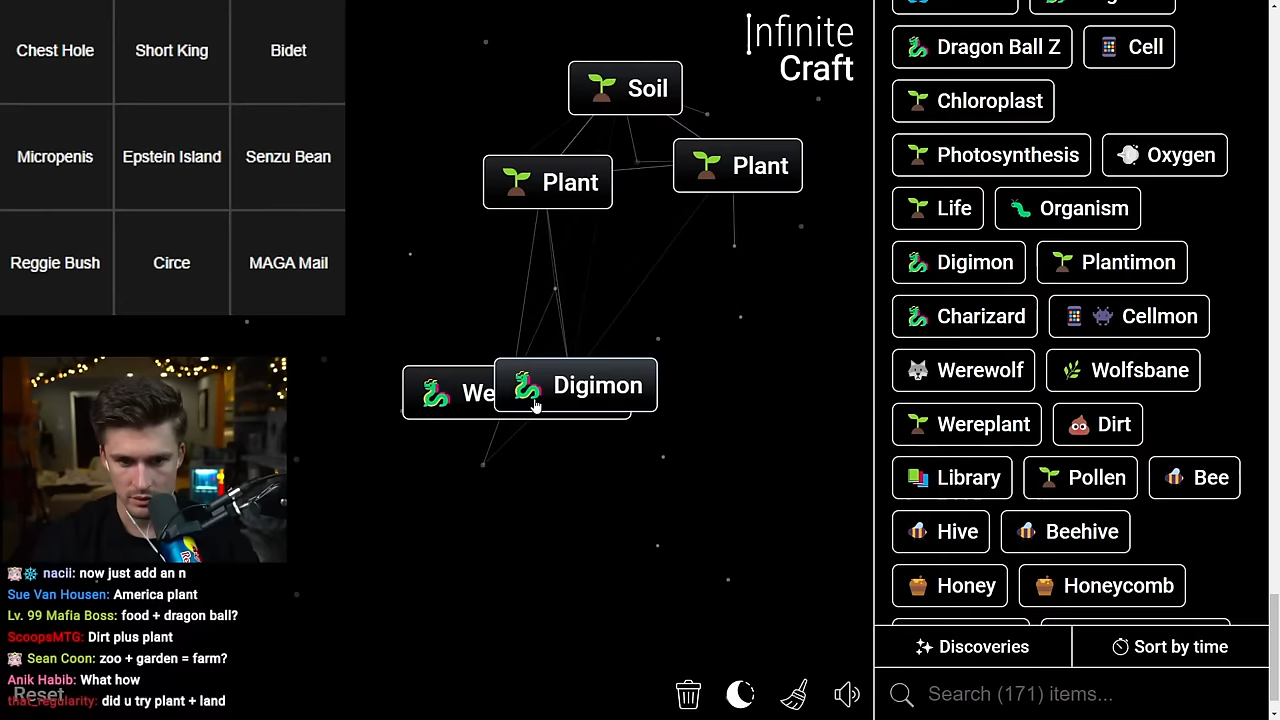 Chest Hole
Short King
Bidet
Micropenis
Epstein Island
Senzu Bean
Reggie Bush
Circe
MAGA Mail
Infinite
Craft
Soil
Plant
Plant
We
Digimon
nacii: now just add an n
Sue Van Housen: America plant
Lv. 99 Mafia Boss: food + dragon ball?
ScoopsMTG: Dirt plus plant
Sean Coon: zoo + garden = farm?
Anik Habib: What how
that_regularity: did u try plant + land
Reset
Dragon Ball Z
Cell
Chloroplast
Photosynthesis
Oxygen
Life
Organism
Digimon
Plantimon
Charizard
Cellmon
Werewolf
Wolfsbane
Wereplant
Dirt
Library
Pollen
Bee
Hive
Beehive
Honey
Honeycomb
Discoveries
Sort by time
Search (171) items...